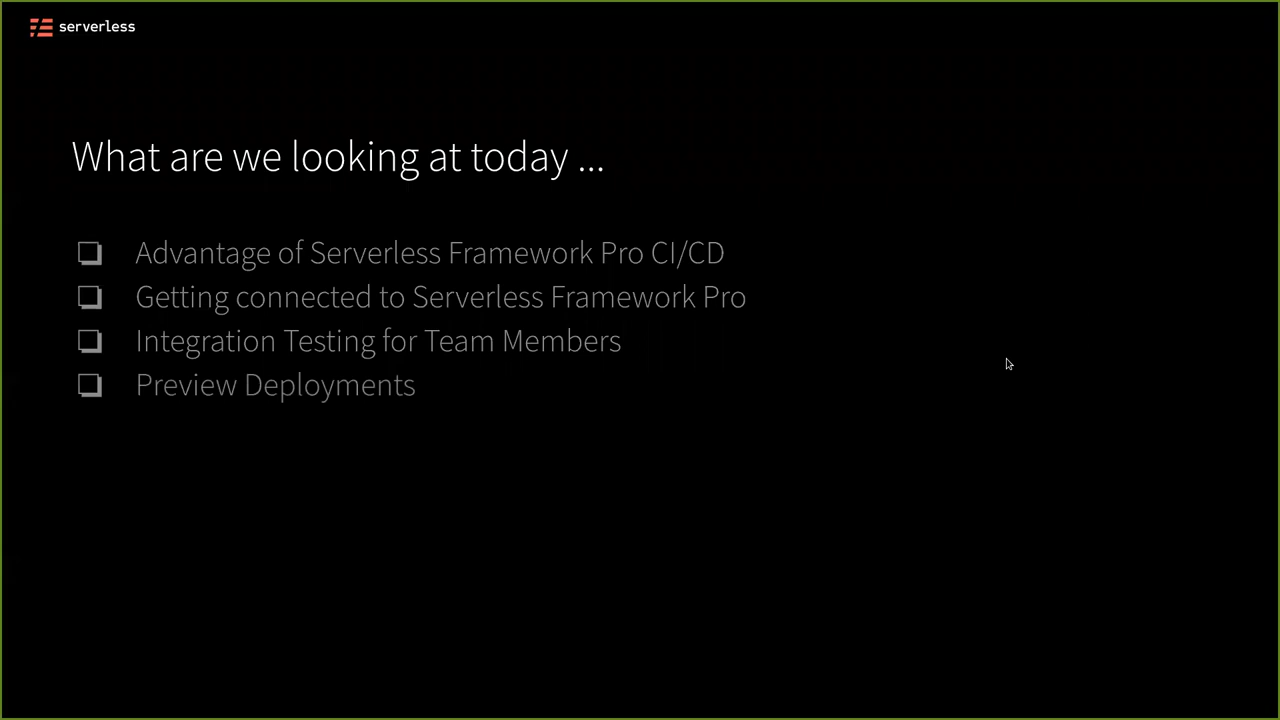 serverless
What are we looking at today ...
❏ Advantage of Serverless Framework Pro CI/CD
❏ Getting connected to Serverless Framework Pro
❏ Integration Testing for Team Members
❏ Preview Deployments